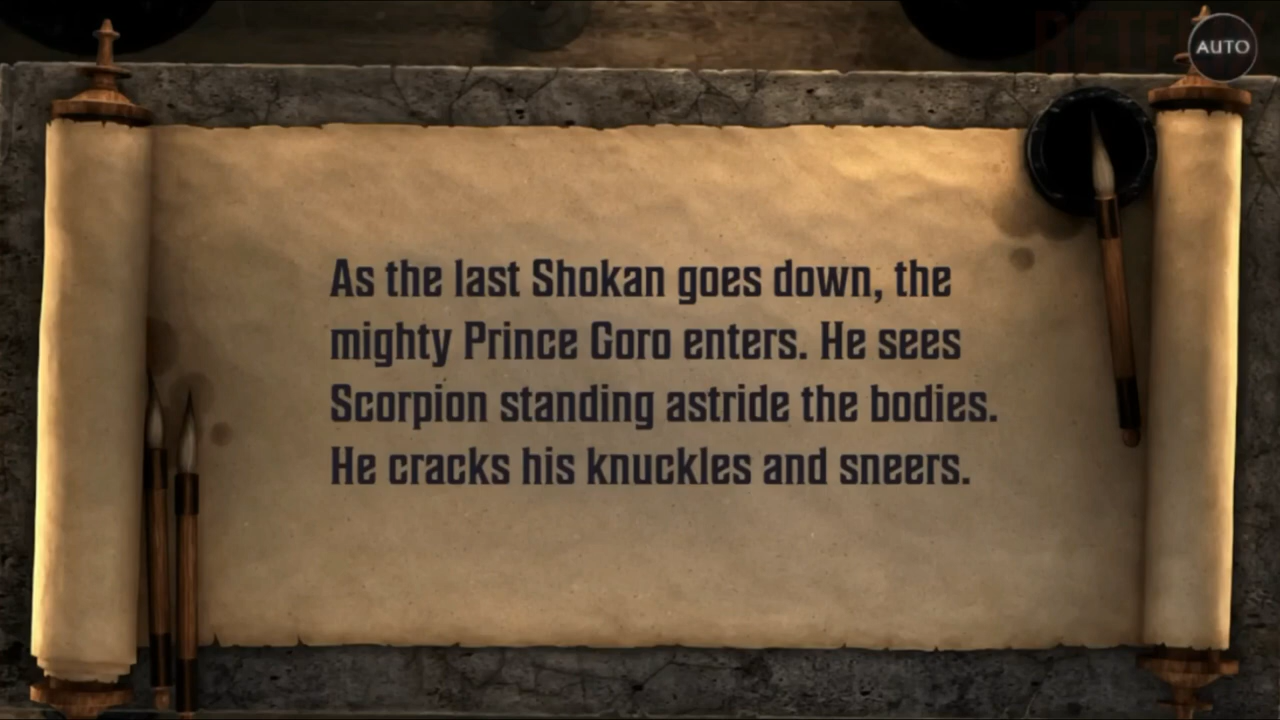 AUTO
As the last Shokan goes down, the
mighty Prince Goro enters. He sees
Scorpion standing astride the bodies.
He cracks his knuckles and sneers.